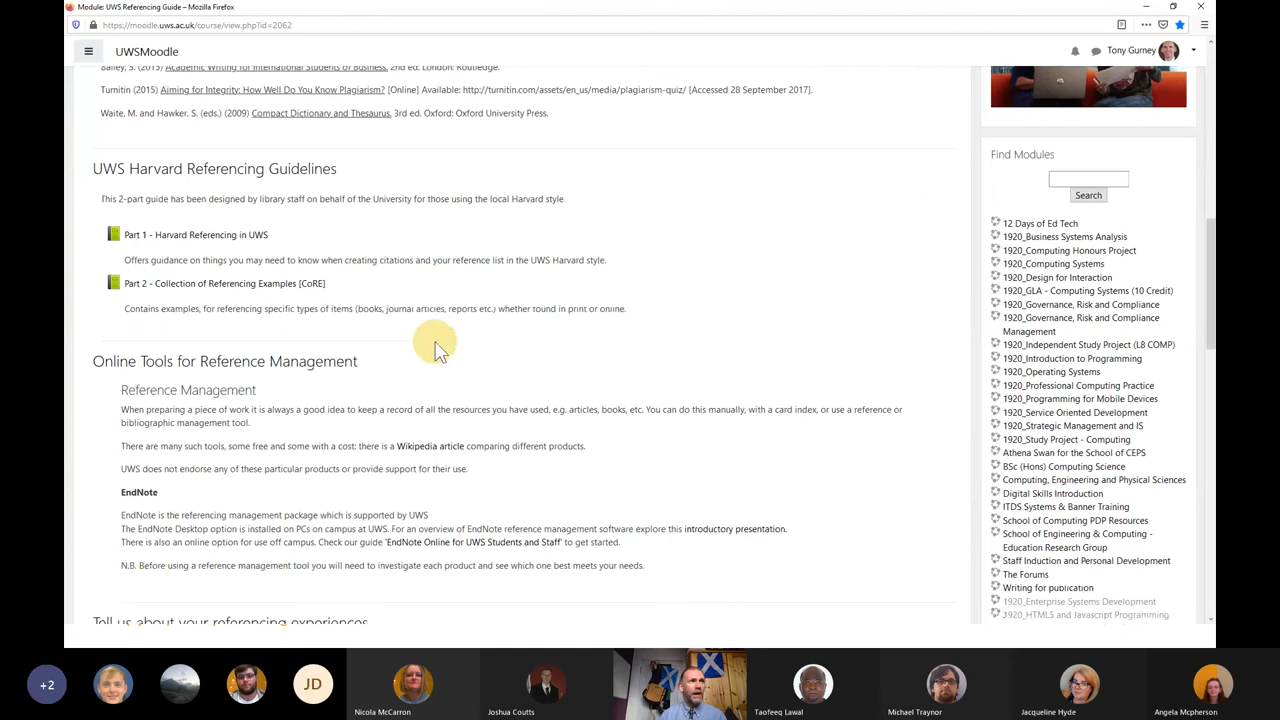 Module: UWS Referencing Guide – Mozilla Firefox
https://moodle.uws.ac.uk/course/view.php?id=2062
UWSMoodle
Tony Gurney
Bailey, S. (2015) Academic Writing for International Students of Business. 2nd ed. London: Routledge.
Turnitin (2015) Aiming for Integrity: How Well Do You Know Plagiarism? [Online] Available: http://turnitin.com/assets/en_us/media/plagiarism-quiz/ [Accessed 28 September 2017].
Waite, M. and Hawker, S. (eds.) (2009) Compact Dictionary and Thesaurus. 3rd ed. Oxford: Oxford University Press.
UWS Harvard Referencing Guidelines
This 2-part guide has been designed by library staff on behalf of the University for those using the local Harvard style
Part 1 - Harvard Referencing in UWS
Offers guidance on things you may need to know when creating citations and your reference list in the UWS Harvard style.
Part 2 - Collection of Referencing Examples [CoRE]
Contains examples, for referencing specific types of items (books, journal articles, reports etc.) whether found in print or online.
Online Tools for Reference Management
Reference Management
When preparing a piece of work it is always a good idea to keep a record of all the resources you have used, e.g. articles, books, etc. You can do this manually, with a card index, or use a reference or
bibliographic management tool.
There are many such tools, some free and some with a cost: there is a Wikipedia article comparing different products.
UWS does not endorse any of these particular products or provide support for their use.
EndNote
EndNote is the referencing management package which is supported by UWS
The EndNote Desktop option is installed on PCs on campus at UWS. For an overview of EndNote reference management software explore this introductory presentation.
There is also an online option for use off campus. Check our guide 'EndNote Online for UWS Students and Staff' to get started.
N.B. Before using a reference management tool you will need to investigate each product and see which one best meets your needs.
Tell us about your referencing experiences
Find Modules
Search
12 Days of Ed Tech
1920_Business Systems Analysis
1920_Computing Honours Project
1920_Computing Systems
1920_Design for Interaction
1920_GLA - Computing Systems (10 Credit)
1920_Governance, Risk and Compliance
1920_Governance, Risk and Compliance
Management
1920_Independent Study Project (L8 COMP)
1920_Introduction to Programming
1920_Operating Systems
1920_Professional Computing Practice
1920_Programming for Mobile Devices
1920_Service Oriented Development
1920_Strategic Management and IS
1920_Study Project - Computing
Athena Swan for the School of CEPS
BSc (Hons) Computing Science
Computing, Engineering and Physical Sciences
Digital Skills Introduction
ITDS Systems & Banner Training
School of Computing PDP Resources
School of Engineering & Computing -
Education Research Group
Staff Induction and Personal Development
The Forums
Writing for publication
1920_Enterprise Systems Development
1920_HTML5 and Javascript Programming
+2
JD
Nicola McCarron
Joshua Coutts
Taofeeq Lawal
Michael Traynor
Jacqueline Hyde
Angela Mcpherson